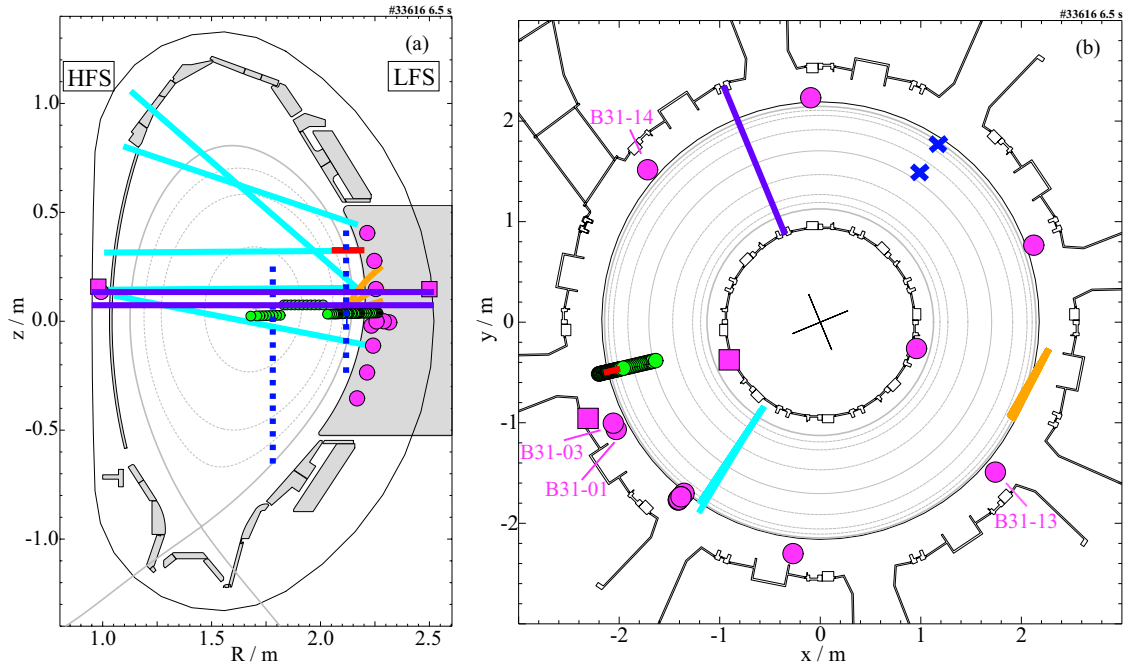 #33616 6.5 s
(a)
HFS
LFS
1.0
0.5
0.0
-0.5
-1.0
z / m
1.0
1.5
2.0
2.5
R / m
#33616 6.5 s
(b)
B31-14
B31-03
B31-01
B31-13
2
1
0
-1
-2
y / m
-2
-1
0
1
2
x / m